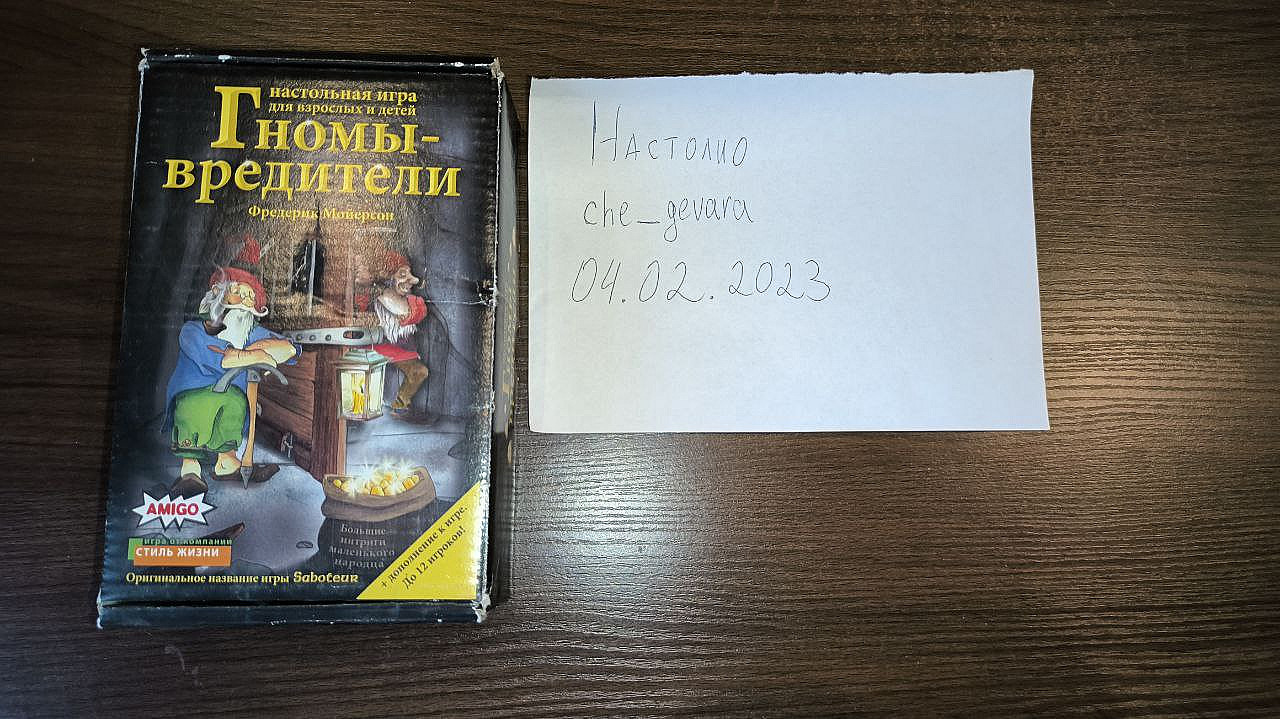 настольная игра
для взрослых и детей
Гномы-
вредители
Фредерик Мойерсон
AMIGO
игра от компании
СТИЛЬ ЖИЗНИ
Большие
интриги
маленького
народца
+ дополнение к игре.
До 12 игроков!
Оригинальное название игры Saboteur
Настолио
che_gevara
04.02.2023